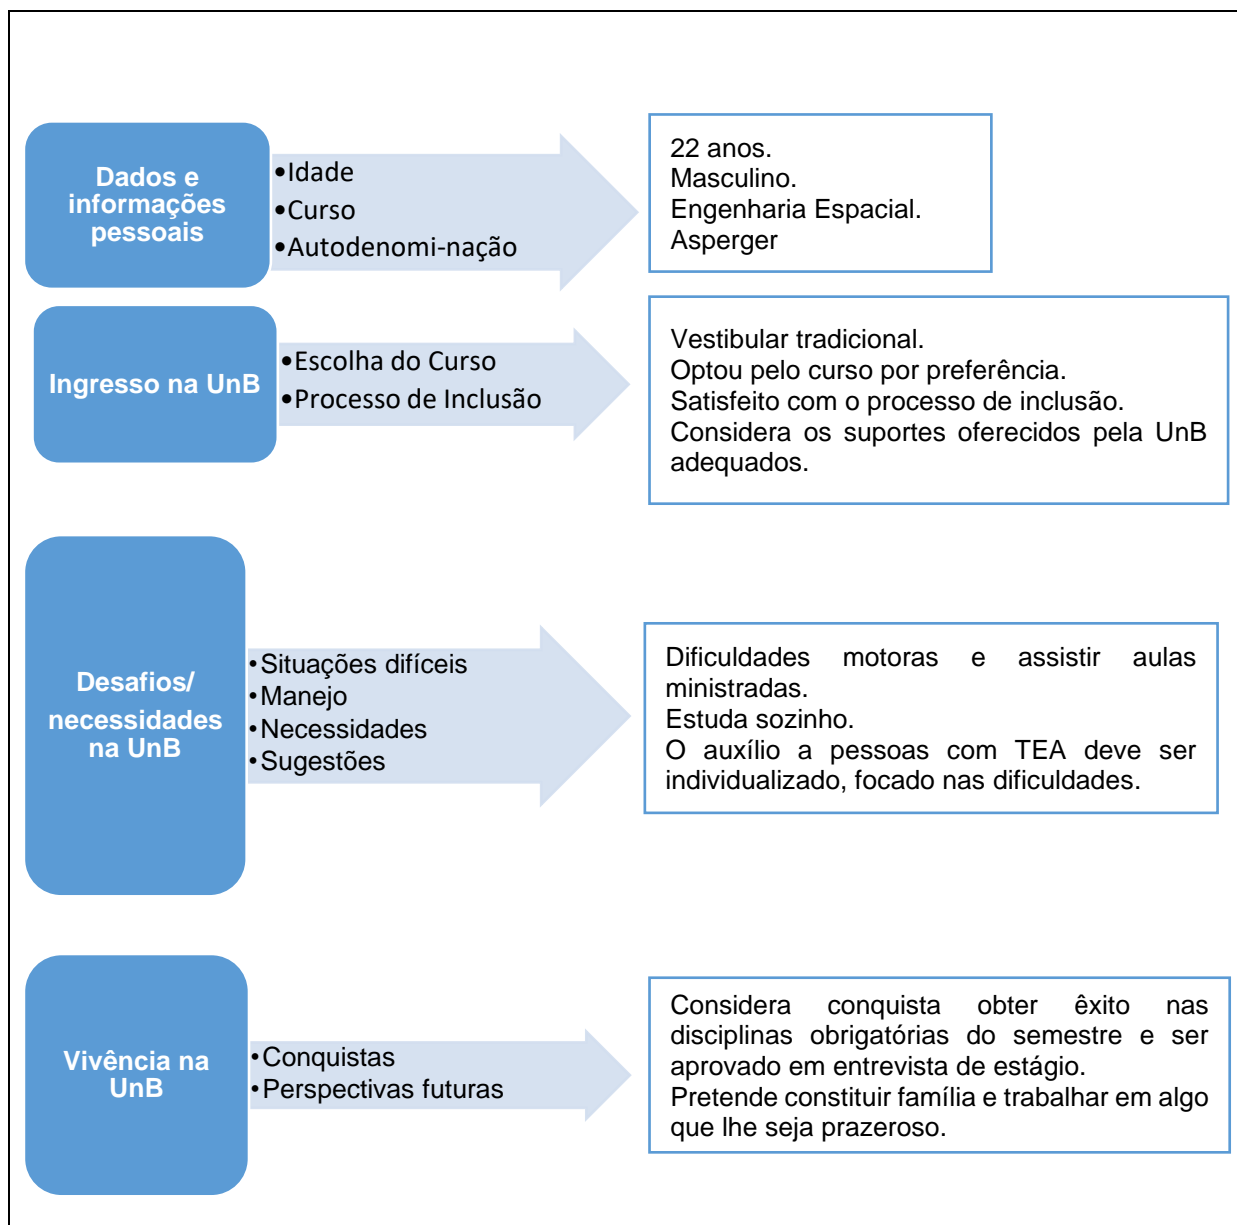 Dados e
informações
pessoais
•Idade
•Curso
•Autodenomi-nação
22 anos.
Masculino.
Engenharia Espacial.
Asperger
Ingresso na UnB
•Escolha do Curso
•Processo de Inclusão
Vestibular tradicional.
Optou pelo curso por preferência.
Satisfeito com o processo de inclusão.
Considera os suportes oferecidos pela UnB
adequados.
Desafios/
necessidades
na UnB
•Situações difíceis
•Manejo
•Necessidades
•Sugestões
Dificuldades motoras e assistir aulas
ministradas.
Estuda sozinho.
O auxílio a pessoas com TEA deve ser
individualizado, focado nas dificuldades.
Vivência na
UnB
•Conquistas
•Perspectivas futuras
Considera conquista obter êxito nas
disciplinas obrigatórias do semestre e ser
aprovado em entrevista de estágio.
Pretende constituir família e trabalhar em algo
que lhe seja prazeroso.